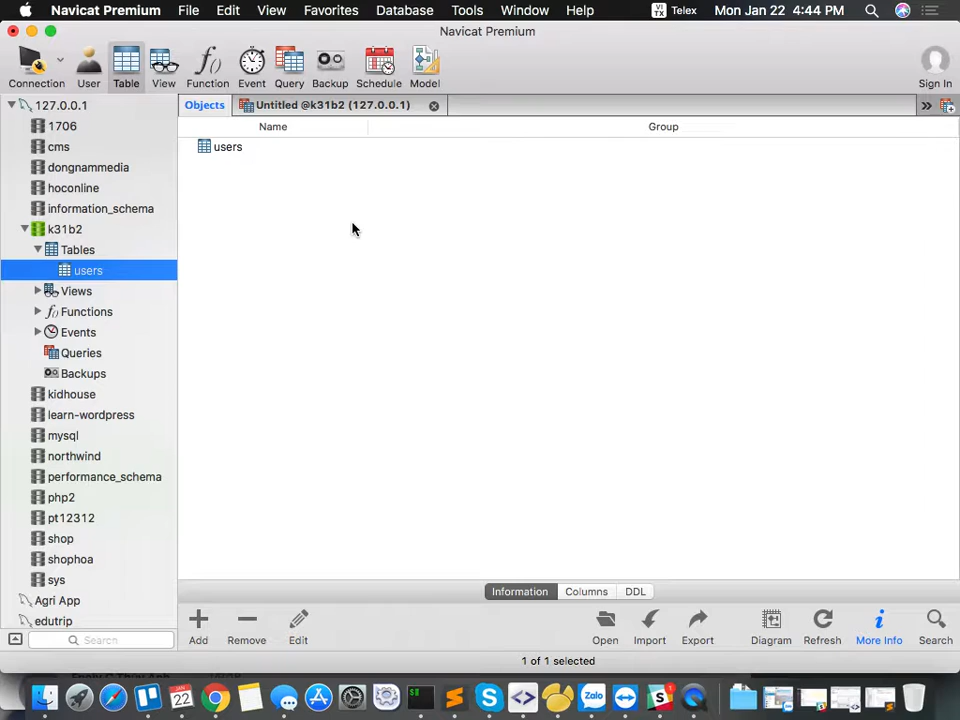 Navicat Premium File Edit View Favorites Database Tools Window Help VI TX Telex Mon Jan 22 4:44 PM
Navicat Premium
Connection User Table View Function Event Query Backup Schedule Model Sign In
127.0.0.1
1706
cms
dongnammedia
hoconline
information_schema
k31b2
Tables
users
Views
Functions
Events
Queries
Backups
kidhouse
learn-wordpress
mysql
northwind
performance_schema
php2
pt12312
shop
shophoa
sys
Agri App
edutrip
Search
Objects Untitled @k31b2 (127.0.0.1)
Name Group
users
Information Columns DDL
Add Remove Edit Open Import Export Diagram Refresh More Info Search
1 of 1 selected
JAN
22
Zalo